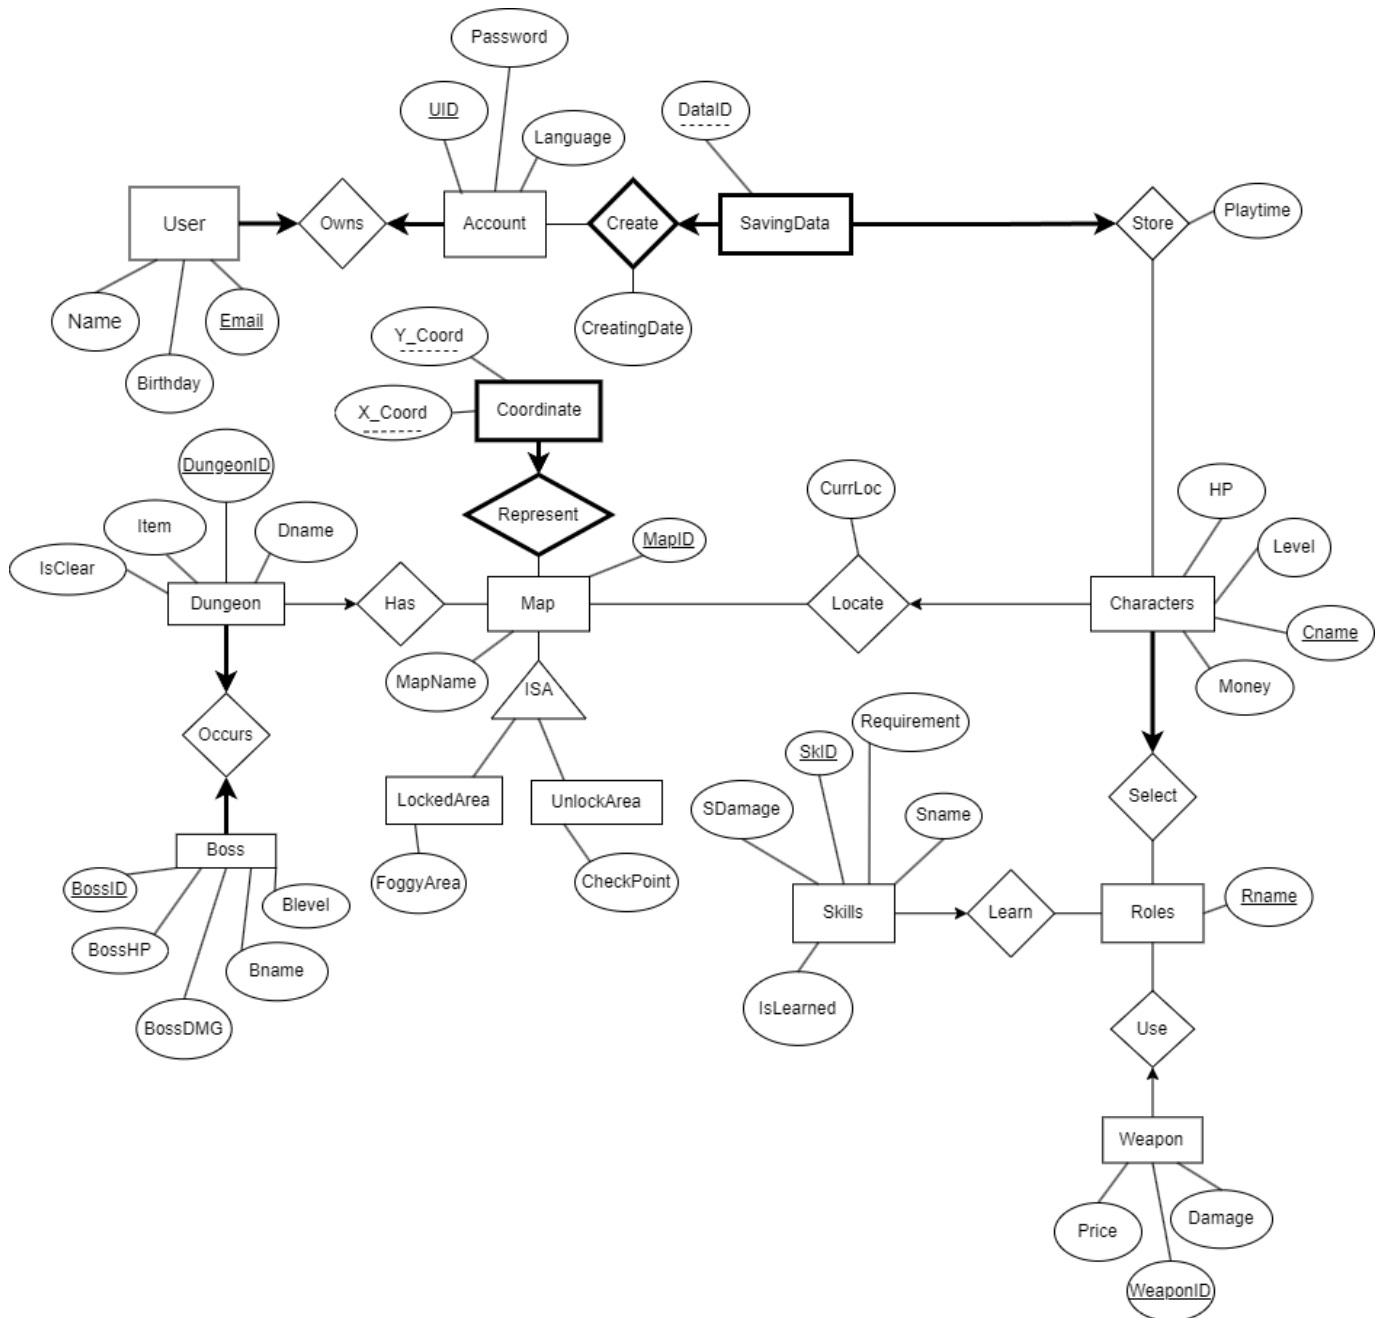 Password
UID
DataID
Language
User
Owns
Account
Create
SavingData
Store
Playtime
Name
Email
CreatingDate
Y_Coord
Birthday
X_Coord
Coordinate
DungeonID
CurrLoc
HP
Item
Dname
Represent
MapID
Level
IsClear
Dungeon
Has
Map
Locate
Characters
Cname
MapName
ISA
Money
Requirement
Occurs
SkID
LockedArea
UnlockArea
SDamage
Select
Sname
Boss
BossID
FoggyArea
CheckPoint
Blevel
Skills
Learn
Roles
Rname
BossHP
Bname
IsLearned
BossDMG
Use
Weapon
Price
Damage
WeaponID